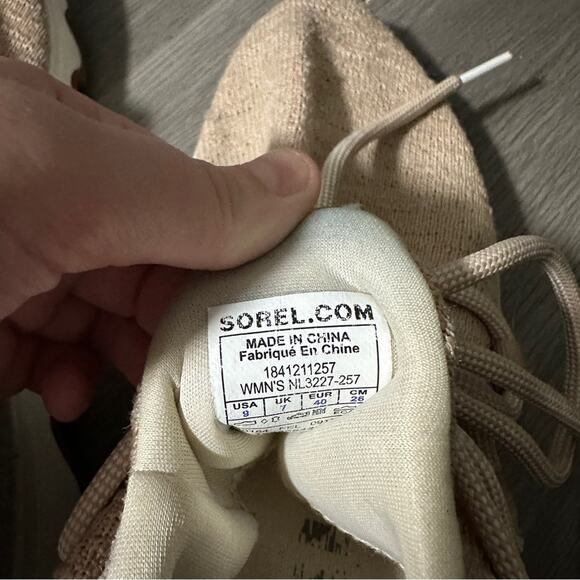 SOREL.COM
MADE IN CHINA
Fabriqué En Chine
1841211257
WMN'S NL3227-257
USA UK EUR CM
9 7 40 26